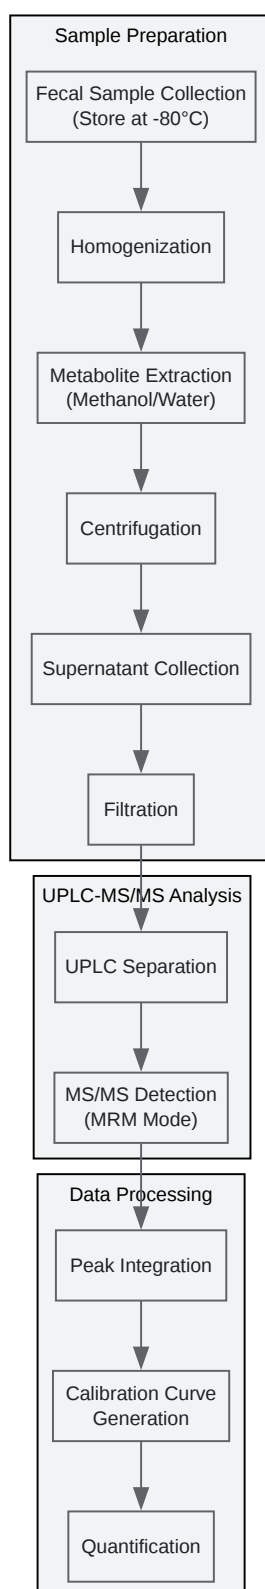 Sample Preparation
Fecal Sample Collection
(Store at -80°C)
Homogenization
Metabolite Extraction
(Methanol/Water)
Centrifugation
Supernatant Collection
Filtration
UPLC-MS/MS Analysis
UPLC Separation
MS/MS Detection
(MRM Mode)
Data Processing
Peak Integration
Calibration Curve
Generation
Quantification